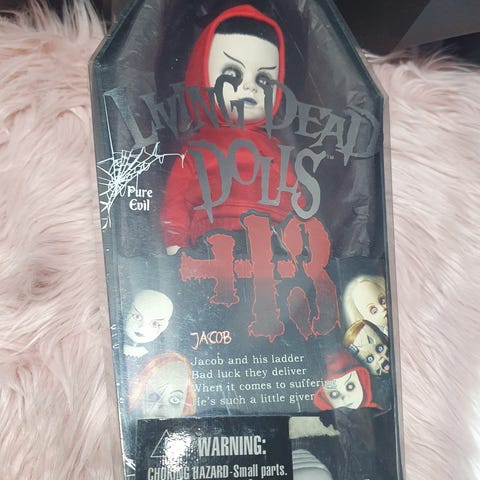 LIVING DEAD
DOLLS™
Pure
Evil
13
JACOB
Jacob and his ladder
Bad luck they deliver
When it comes to suffering
He's such a little giver
WARNING:
CHOKING HAZARD-Small parts.